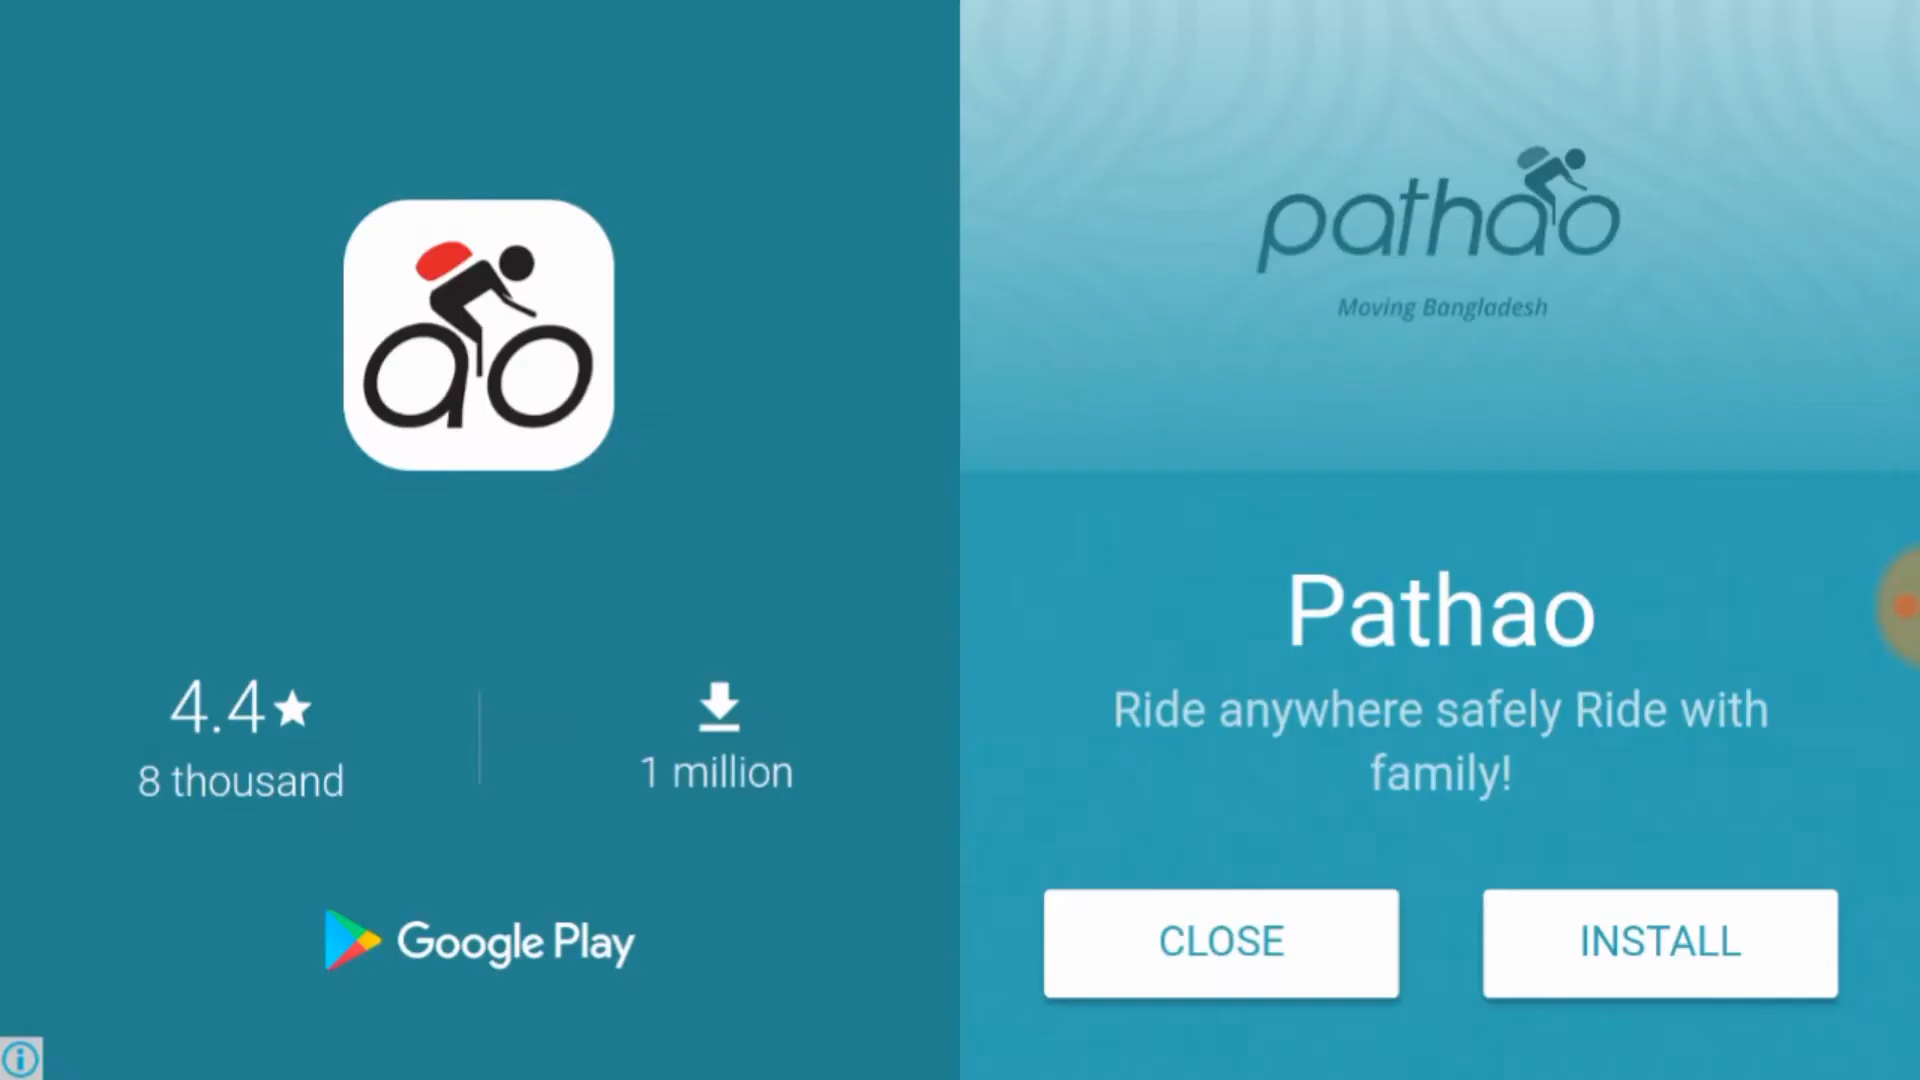 ao
4.4★
8 thousand
1 million
Google Play
pathao
Moving Bangladesh
Pathao
Ride anywhere safely Ride with
family!
CLOSE
INSTALL